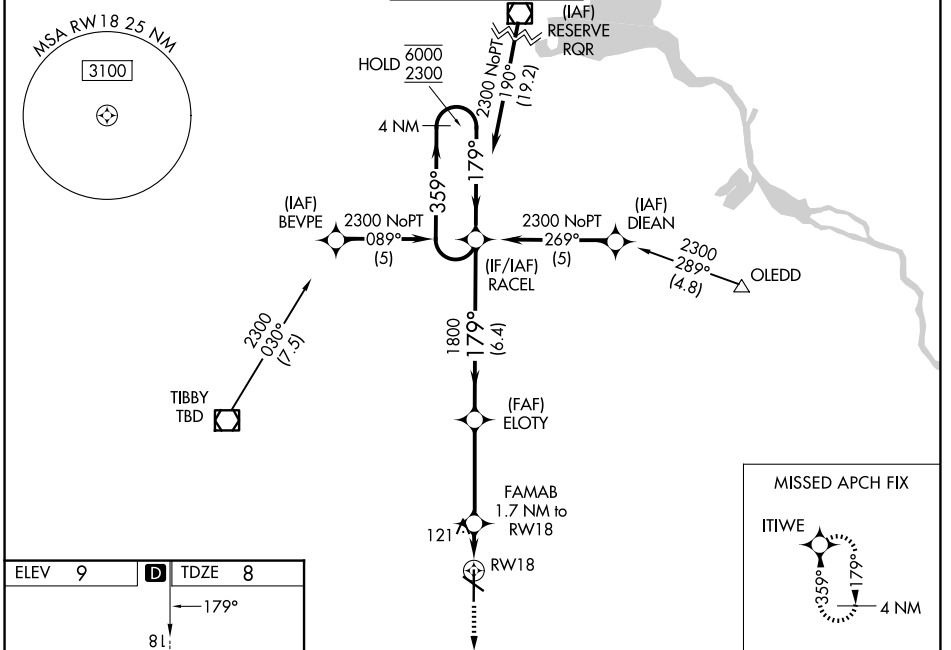 MSA RW18 25 NM
3100
(IAF)
RESERVE
RQR
HOLD 6000
2300
2300 NoPT
190°
(19.2)
4 NM
359°
179°
(IAF)
BEVPE
2300 NoPT
089°
(5)
2300 NoPT
269°
(5)
(IAF)
DIEAN
(IF/IAF)
RACEL
2300
289°
(4.8)
OLEDD
2300
030°
(7.5)
1800
179°
(6.4)
TIBBY
TBD
(FAF)
ELOTY
FAMAB
1.7 NM to
RW18
121
RW18
MISSED APCH FIX
ITIWE
359°
179°
4 NM
ELEV 9 D TDZE 8
179°
18